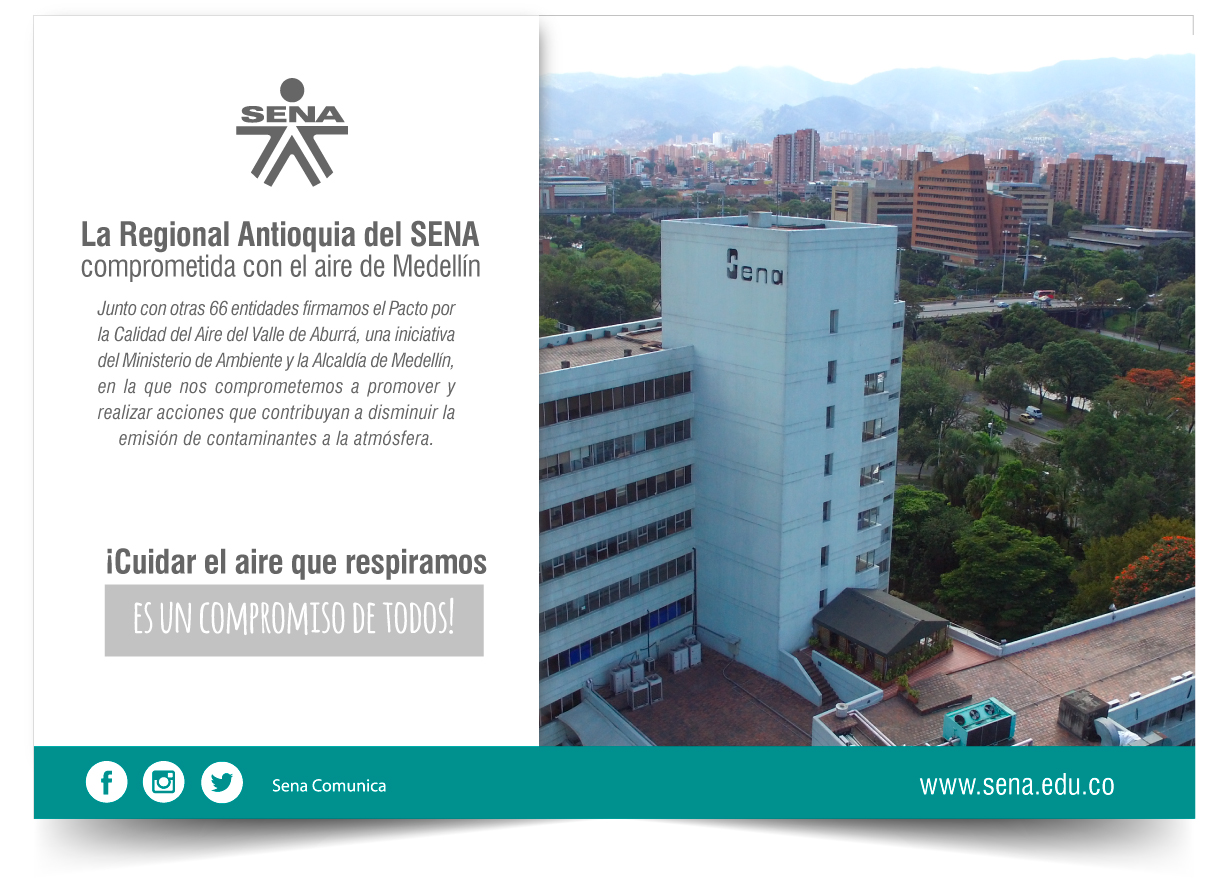 SENA
La Regional Antioquia del SENA
comprometida con el aire de Medellín
Junto con otras 66 entidades firmamos el Pacto por
la Calidad del Aire del Valle de Aburrá, una iniciativa
del Ministerio de Ambiente y la Alcaldía de Medellín,
en la que nos comprometemos a promover y
realizar acciones que contribuyan a disminuir la
emisión de contaminantes a la atmósfera.
¡Cuidar el aire que respiramos
ES UN COMPROMISO DE TODOS!
Sena
Sena Comunica
www.sena.edu.co